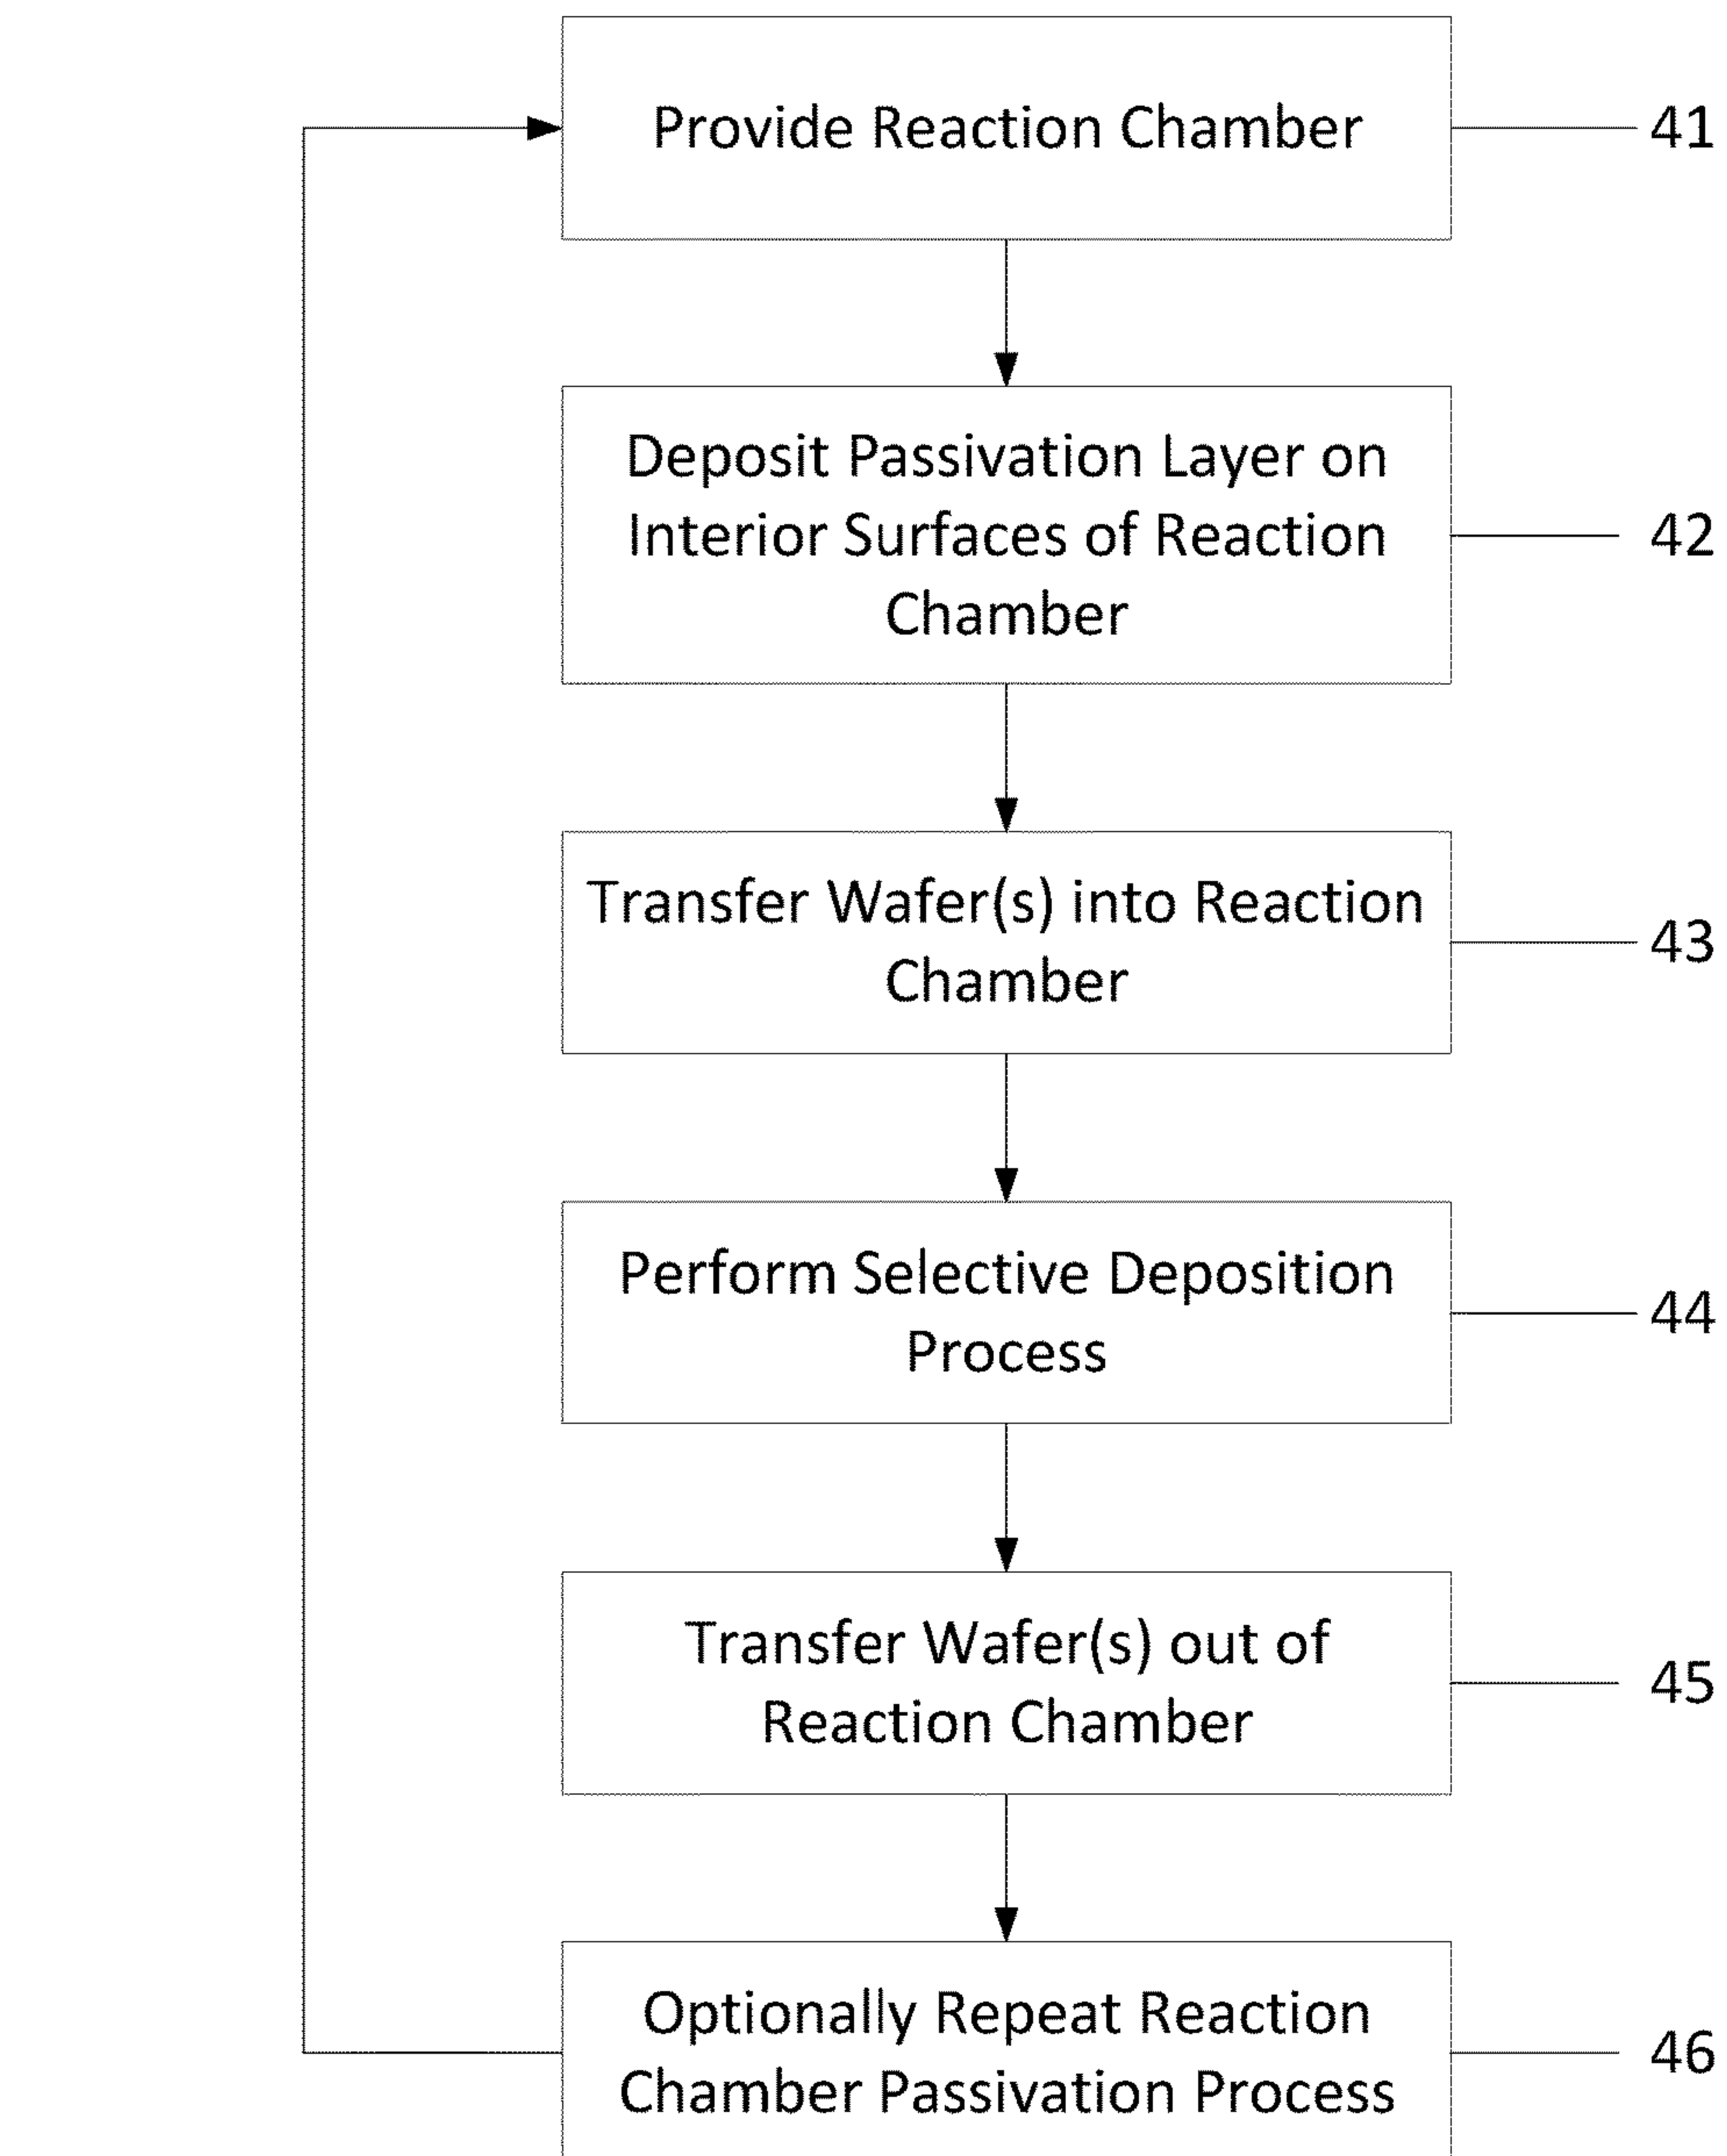 Provide Reaction Chamber
41
Deposit Passivation Layer on
Interior Surfaces of Reaction
Chamber
42
Transfer Wafer(s) into Reaction
Chamber
43
Perform Selective Deposition
Process
44
Transfer Wafer(s) out of
Reaction Chamber
45
Optionally Repeat Reaction
Chamber Passivation Process
46